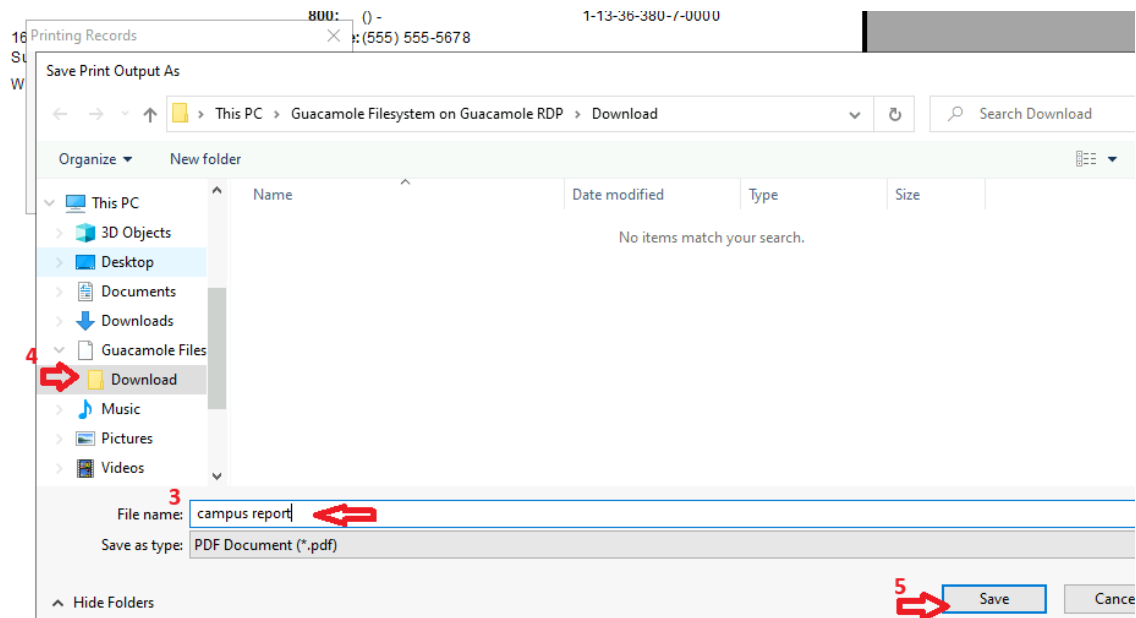 800: () - 1-13-36-380-7-0000
16 Printing Records e: (555) 555-5678
Su
W
Save Print Output As
This PC > Guacamole Filesystem on Guacamole RDP > Download Search Download
Organize New folder
This PC Name Date modified Type Size
3D Objects No items match your search.
Desktop
Documents
Downloads
4 Guacamole Files
Download
Music
Pictures
Videos
3
File name: campus report
Save as type: PDF Document (*.pdf)
5
Hide Folders Save Cance